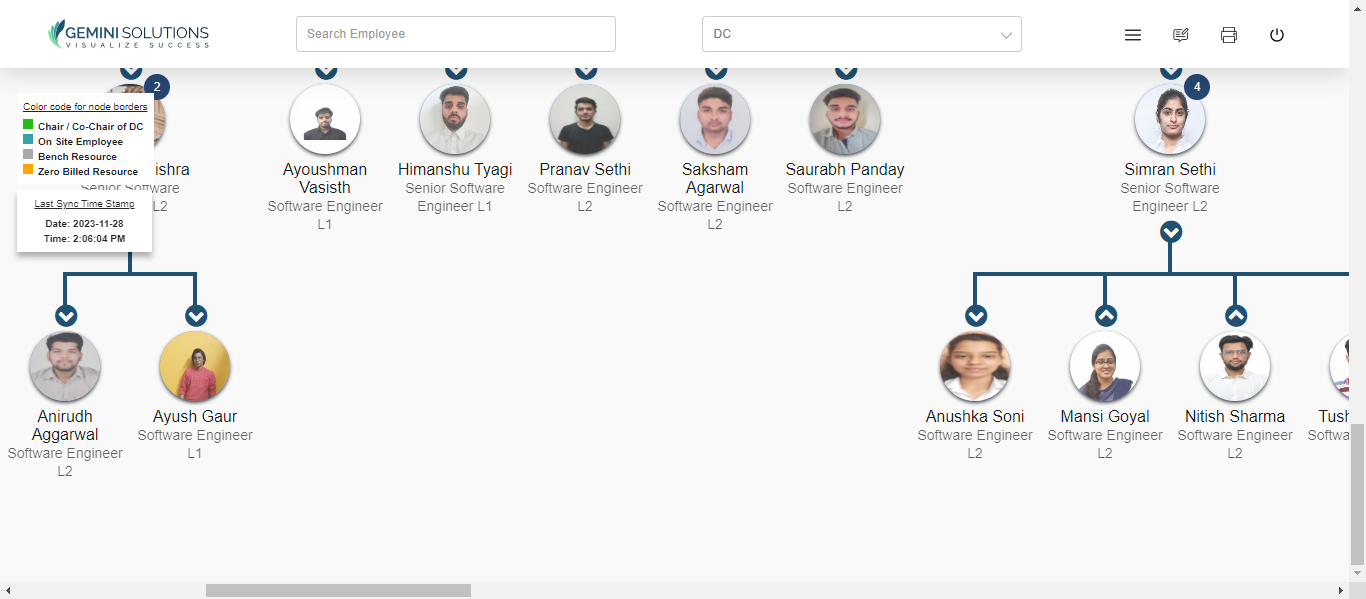 GEMINI SOLUTIONS
VISUALIZE SUCCESS
Search Employee
DC
2
4
Color code for node borders
Chair / Co-Chair of DC
On Site Employee
Bench Resource
Zero Billed Resource
ishra
Senior Software
L2
Last Sync Time Stamp
Date: 2023-11-28
Time: 2:06:04 PM
Ayoushman
Vasisth
Software Engineer
L1
Himanshu Tyagi
Senior Software
Engineer L1
Pranav Sethi
Software Engineer
L2
Saksham
Agarwal
Software Engineer
L2
Saurabh Panday
Software Engineer
L2
Simran Sethi
Senior Software
Engineer L2
Anirudh
Aggarwal
Software Engineer
L2
Ayush Gaur
Software Engineer
L1
Anushka Soni
Software Engineer
L2
Mansi Goyal
Software Engineer
L2
Nitish Sharma
Software Engineer
L2
Tush
Softwa